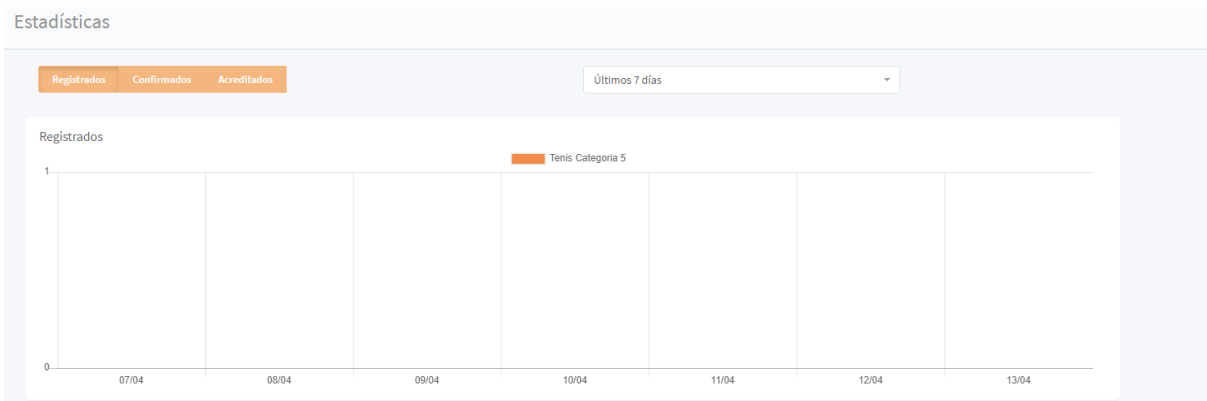 Estadísticas
Registrados Confirmados Acreditados Últimos 7 días
Registrados
Tenis Categoria 5
1
0
07/04 08/04 09/04 10/04 11/04 12/04 13/04